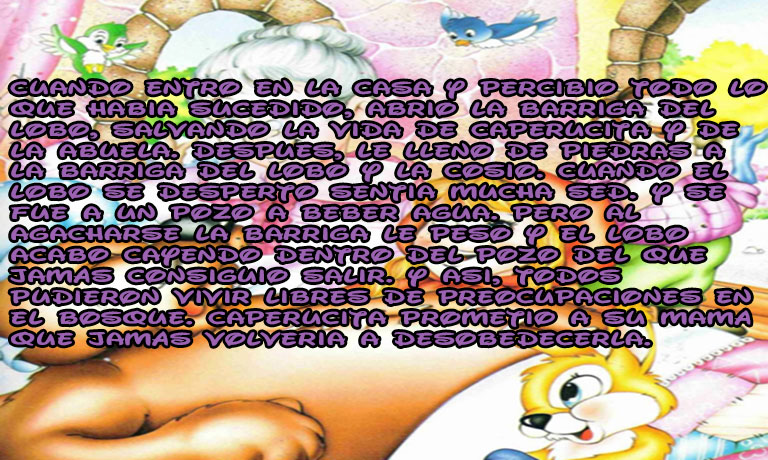 CUANDO ENTRO EN LA CASA Y PERCIBIO TODO LO
QUE HABIA SUCEDIDO, ABRIO LA BARRIGA DEL
LOBO, SALVANDO LA VIDA DE CAPERUCITA Y DE
LA ABUELA. DESPUES, LE LLENO DE PIEDRAS A
LA BARRIGA DEL LOBO Y LA COSIO. CUANDO EL
LOBO SE DESPERTO SENTIA MUCHA SED. Y SE
FUE A UN POZO A BEBER AGUA. PERO AL
AGACHARSE LA BARRIGA LE PESO Y EL LOBO
ACABO CAYENDO DENTRO DEL POZO DEL QUE
JAMAS CONSIGUIO SALIR. Y ASI, TODOS
PUDIERON VIVIR LIBRES DE PREOCUPACIONES EN
EL BOSQUE. CAPERUCITA PROMETIO A SU MAMA
QUE JAMAS VOLVERIA A DESOBEDECERLA.